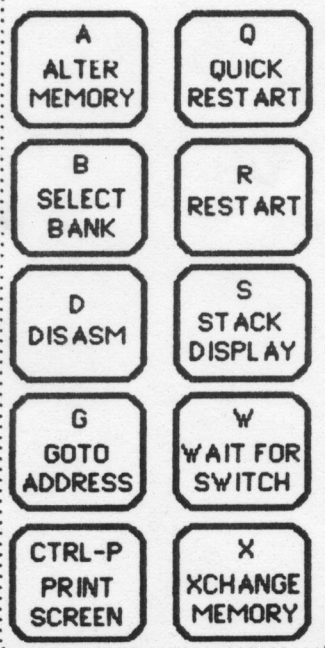 A
ALTER
MEMORY
Q
QUICK
RESTART
B
SELECT
BANK
R
RESTART
D
DISASM
S
STACK
DISPLAY
G
GOTO
ADDRESS
W
WAIT FOR
SWITCH
CTRL-P
PRINT
SCREEN
X
XCHANGE
MEMORY